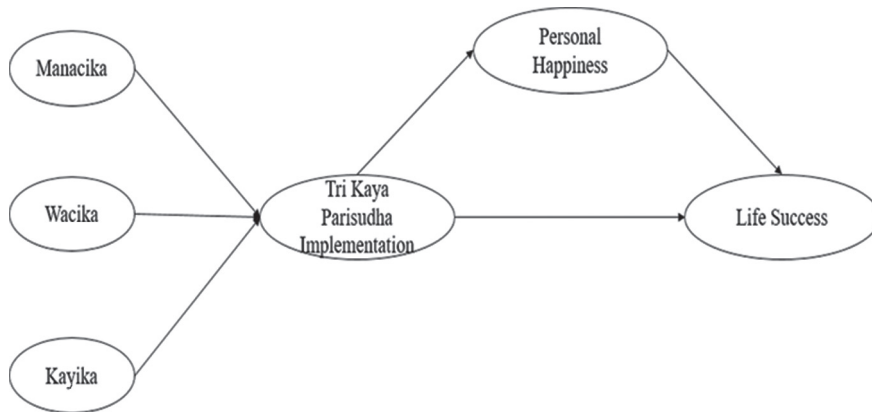 Manacika
Wacika
Kayika
Tri Kaya
Parisudha
Implementation
Personal
Happiness
Life Success